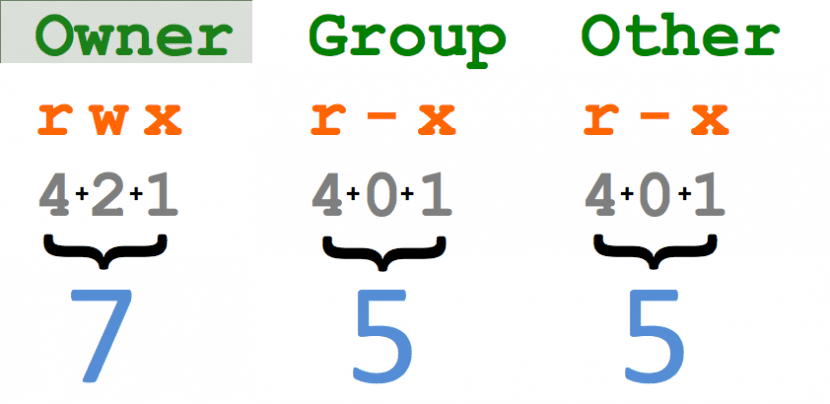 Owner Group Other
r w x r - x r - x
4+2+1 4+0+1 4+0+1
7 5 5